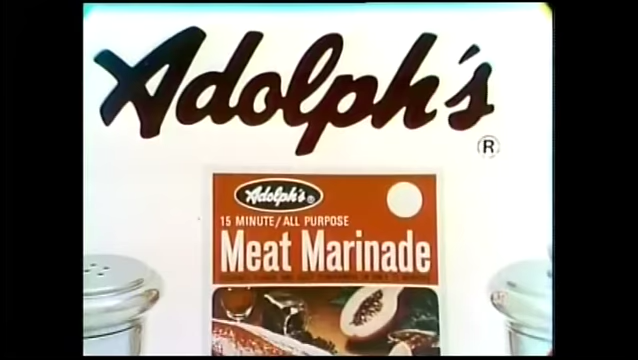 Adolph's
®
Adolph's®
15 MINUTE/ALL PURPOSE
Meat Marinade